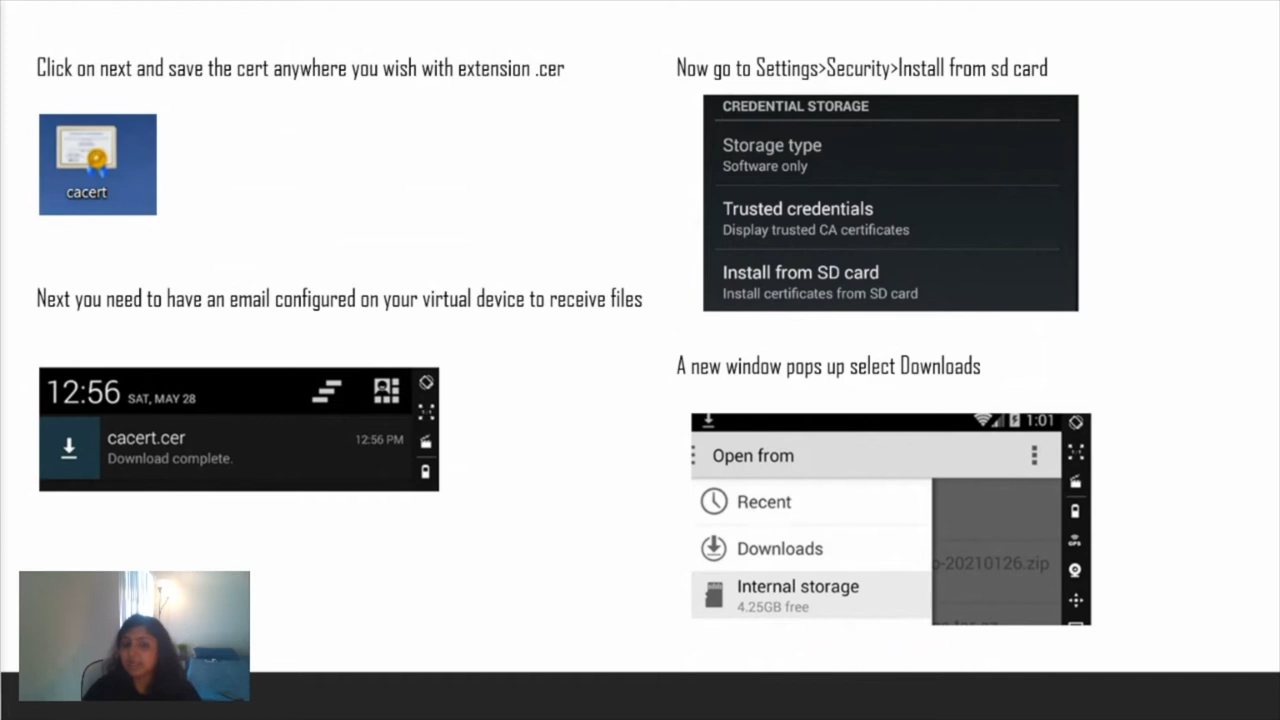 Click on next and save the cert anywhere you wish with extension .cer
cacert
Next you need to have an email configured on your virtual device to receive files
12:56 SAT, MAY 28
cacert.cer 12:56 PM
Download complete.
Now go to Settings>Security>Install from sd card
CREDENTIAL STORAGE
Storage type
Software only
Trusted credentials
Display trusted CA certificates
Install from SD card
Install certificates from SD card
A new window pops up select Downloads
1:01
Open from
Recent
Downloads
-20210126.zip
Internal storage
4.25GB free
GPS